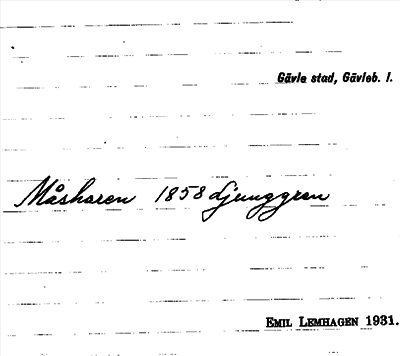 Gävle stad, Gävleb. l.
Måsharen 1858 Ljunggren
EMIL LEMHAGEN 1931.